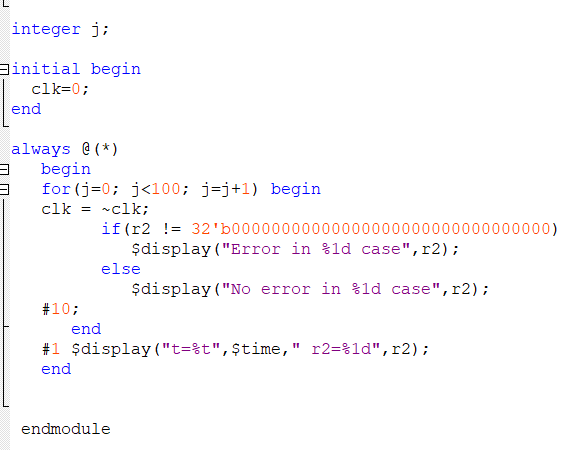 integer j;
initial begin
clk=0;
end
always @(*)
begin
for(j=0; j<100; j=j+1) begin
clk = ~clk;
if(r2 != 32'b00000000000000000000000000000000)
$display("Error in %1d case",r2);
else
$display("No error in %1d case",r2);
#10;
end
#1 $display("t=%t",$time," r2=%1d",r2);
end
endmodule